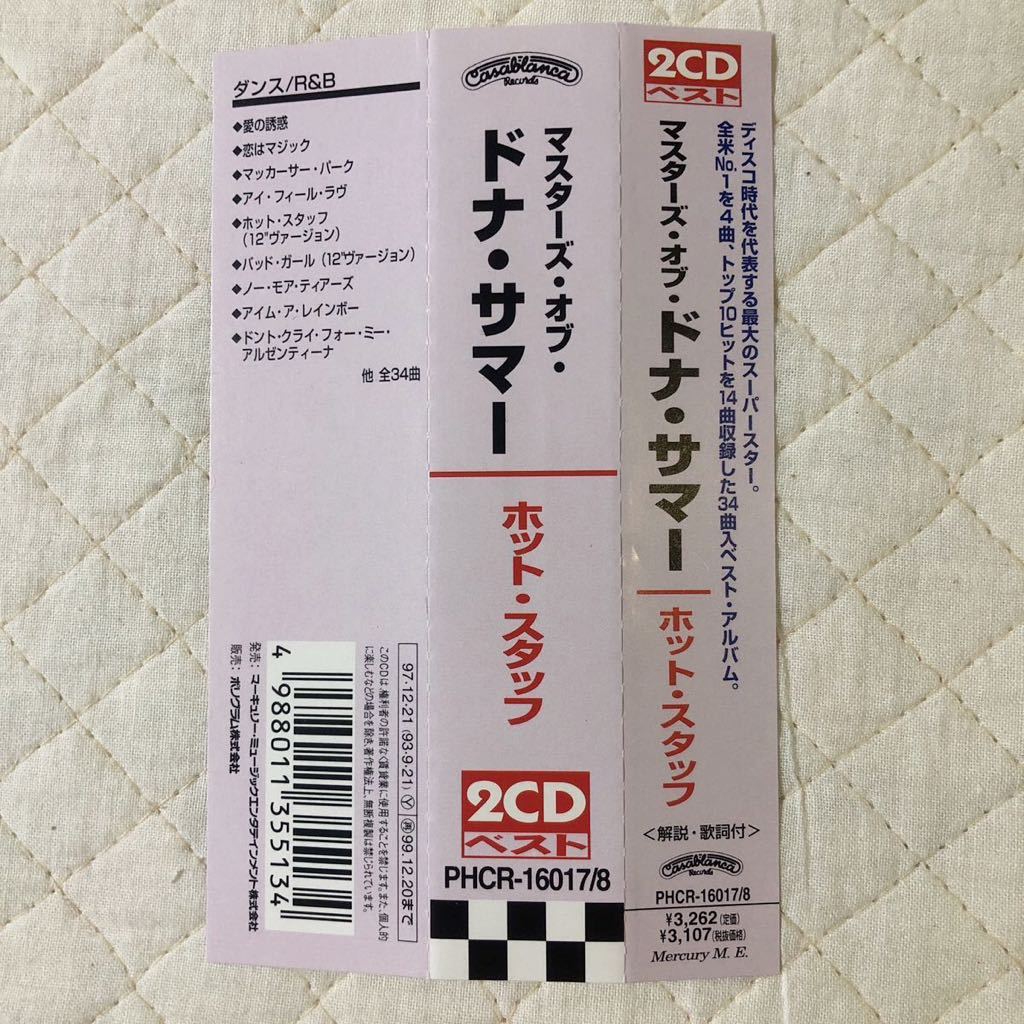 ダンス/R&B
◆愛の誘惑
◆恋はマジック
◆マッカーサー・パーク
◆アイ・フィール・ラヴ
◆ホット・スタッフ
(12"ヴァージョン)
◆バッド・ガール (12"ヴァージョン)
◆ノー・モア・ティアーズ
◆アイム・ア・レインボー
◆ドント・クライ・フォー・ミー・
アルゼンティーナ
他 全34曲
97・12・21 (93・9・21) Ⓨ ㊢99.12.20まで
このCDは、権利者の許諾なく賃貸業に使用することを禁じます。また、個人的
に楽しむなどの場合を除き、著作権法上、無断複製は禁じられています。
4 988011 355134
発売:マーキュリー・ミュージックエンタテインメント株式会社
販売:ポリグラム株式会社
Casablanca
Records
マスターズ・オブ・
ドナ・サマー
ホット・スタッフ
2CD
ベスト
PHCR-16017/8
2CD
ベスト
ディスコ時代を代表する最大のスーパースター。
全米No.1を4曲、トップ10ヒットを14曲収録した34曲入ベスト・アルバム。
マスターズ・オブ・ドナ・サマー
ホット・スタッフ
<解説・歌詞付>
Casablanca
Records
PHCR-16017/8
¥3,262(定価)
¥3,107(税抜価格)
Mercury M. E.